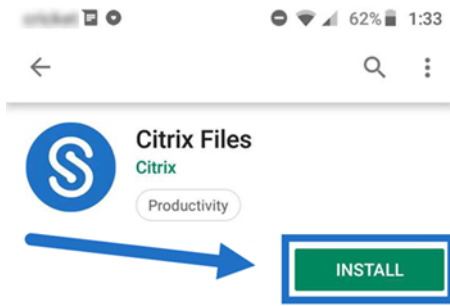 62% 1:33
Citrix Files
Citrix
Productivity
INSTALL